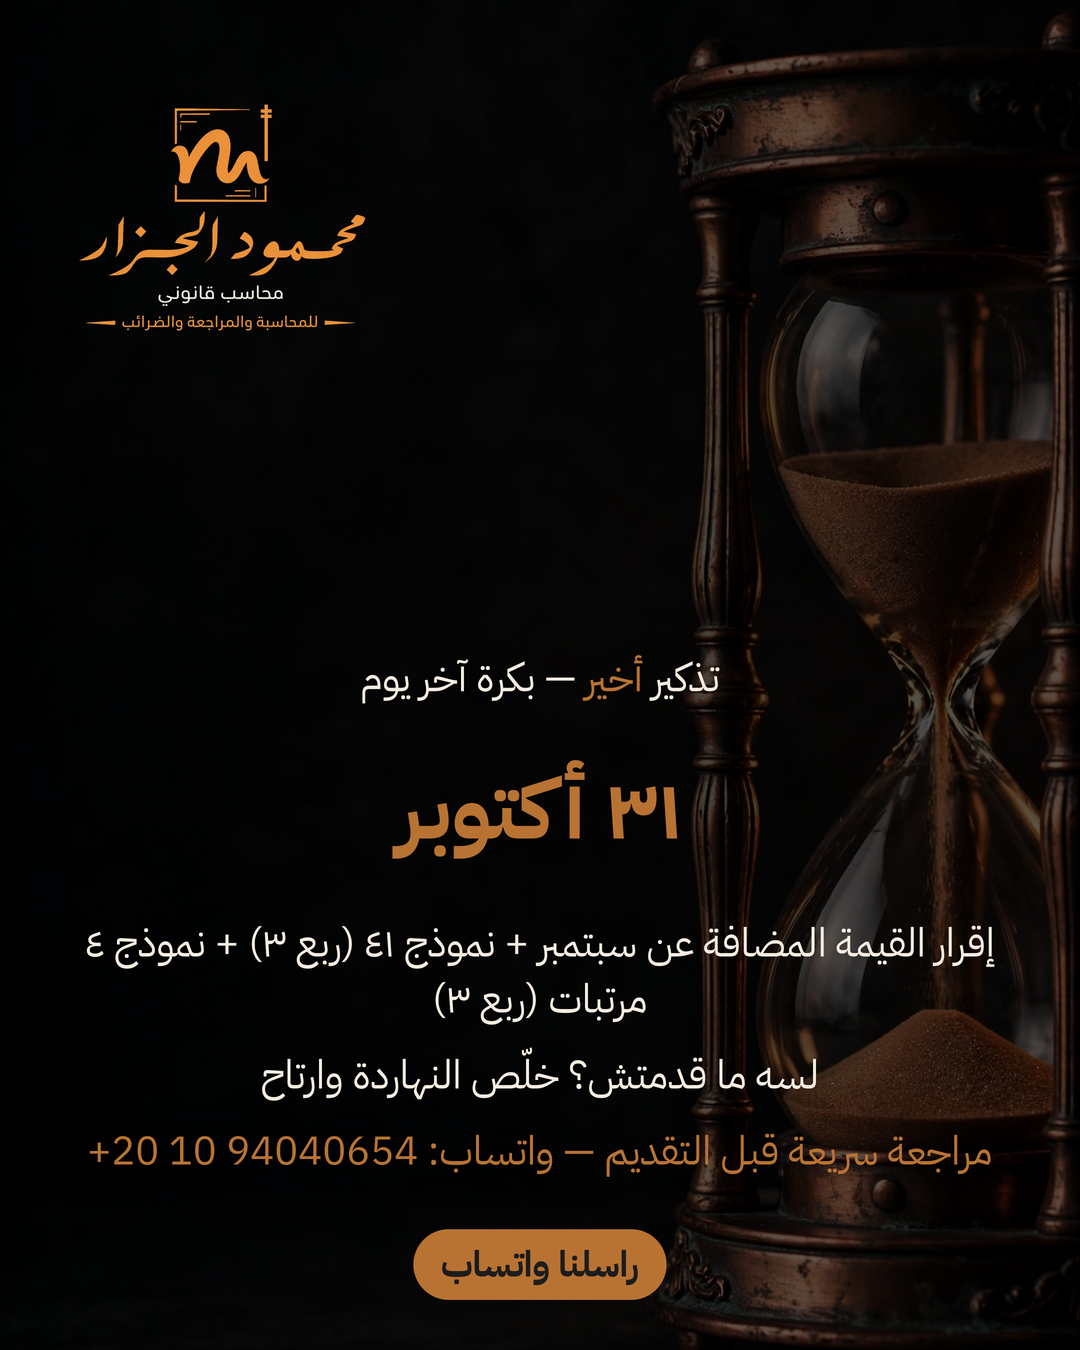 محمود الجزار
محاسب قانوني
للمحاسبة والمراجعة والضرائب
تذكير أخير — بكرة آخر يوم
٣١ أكتوبر
إقرار القيمة المضافة عن سبتمبر + نموذج ٤١ (ربع ٣) + نموذج ٤
مرتبات (ربع ٣)
لسه ما قدمتش؟ خلّص النهاردة وارتاح
مراجعة سريعة قبل التقديم — واتساب: 94040654 10 20+
راسلنا واتساب